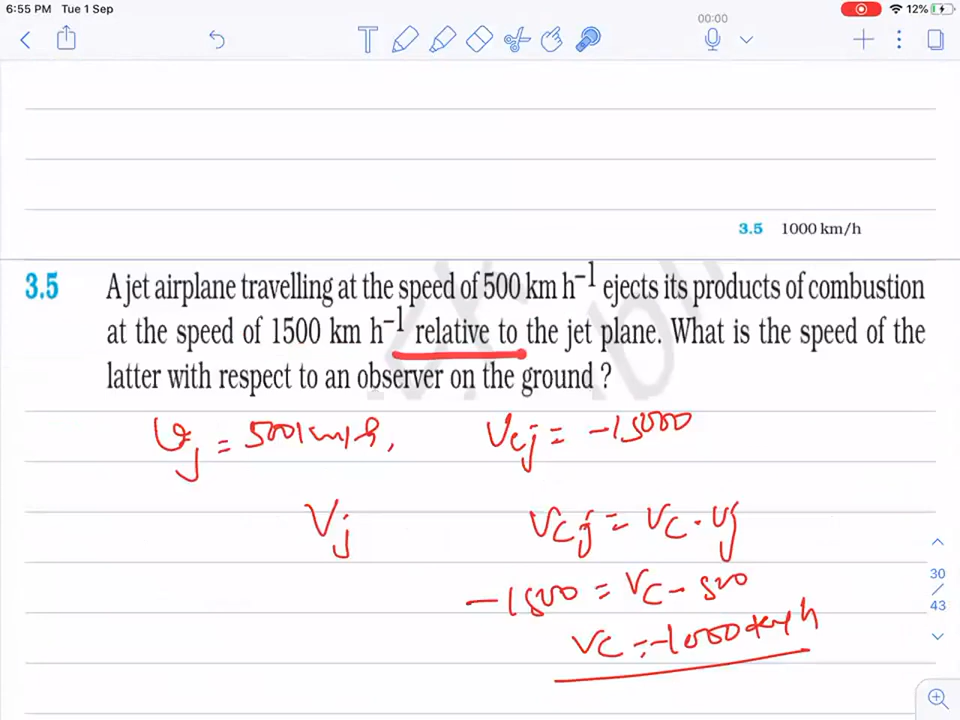 6:55 PM Tue 1 Sep 12%
00:00
T
3.5 1000 km/h
3.5 A jet airplane travelling at the speed of 500 km h⁻¹ ejects its products of combustion
at the speed of 1500 km h⁻¹ relative to the jet plane. What is the speed of the
latter with respect to an observer on the ground ?
Vj = 500 km/h, Vcj = -15000
Vj Vcj = Vc - Vj
-1500 = Vc - 500
Vc = -1000 km/h
30
/
43